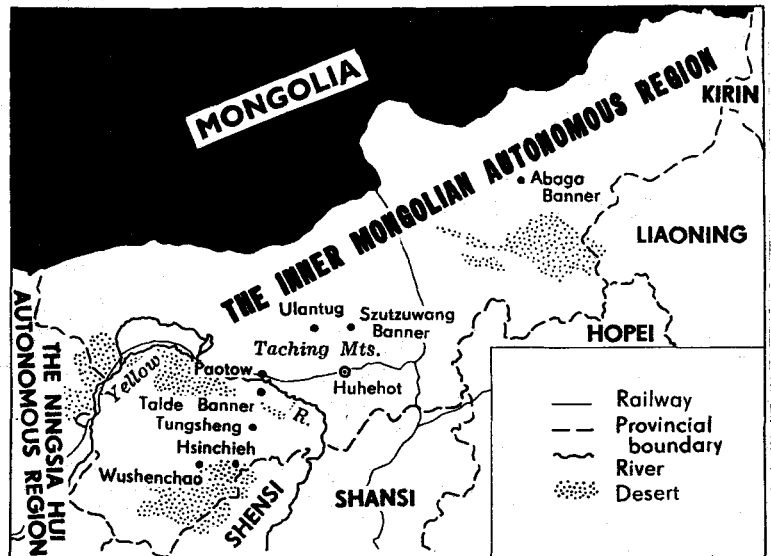 MONGOLIA
THE INNER MONGOLIAN AUTONOMOUS REGION
KIRIN
Abaga
Banner
LIAONING
HOPEI
Ulantug
Szutzuwang
Banner
Taching Mts.
Paotow
Huhehot
Yellow
R.
Talde Banner
Tungsheng
Hsinchieh
Wushenchao
SHENSI
SHANSI
THE NINGSIA HUI
AUTONOMOUS REGION
Railway
Provincial
boundary
River
Desert